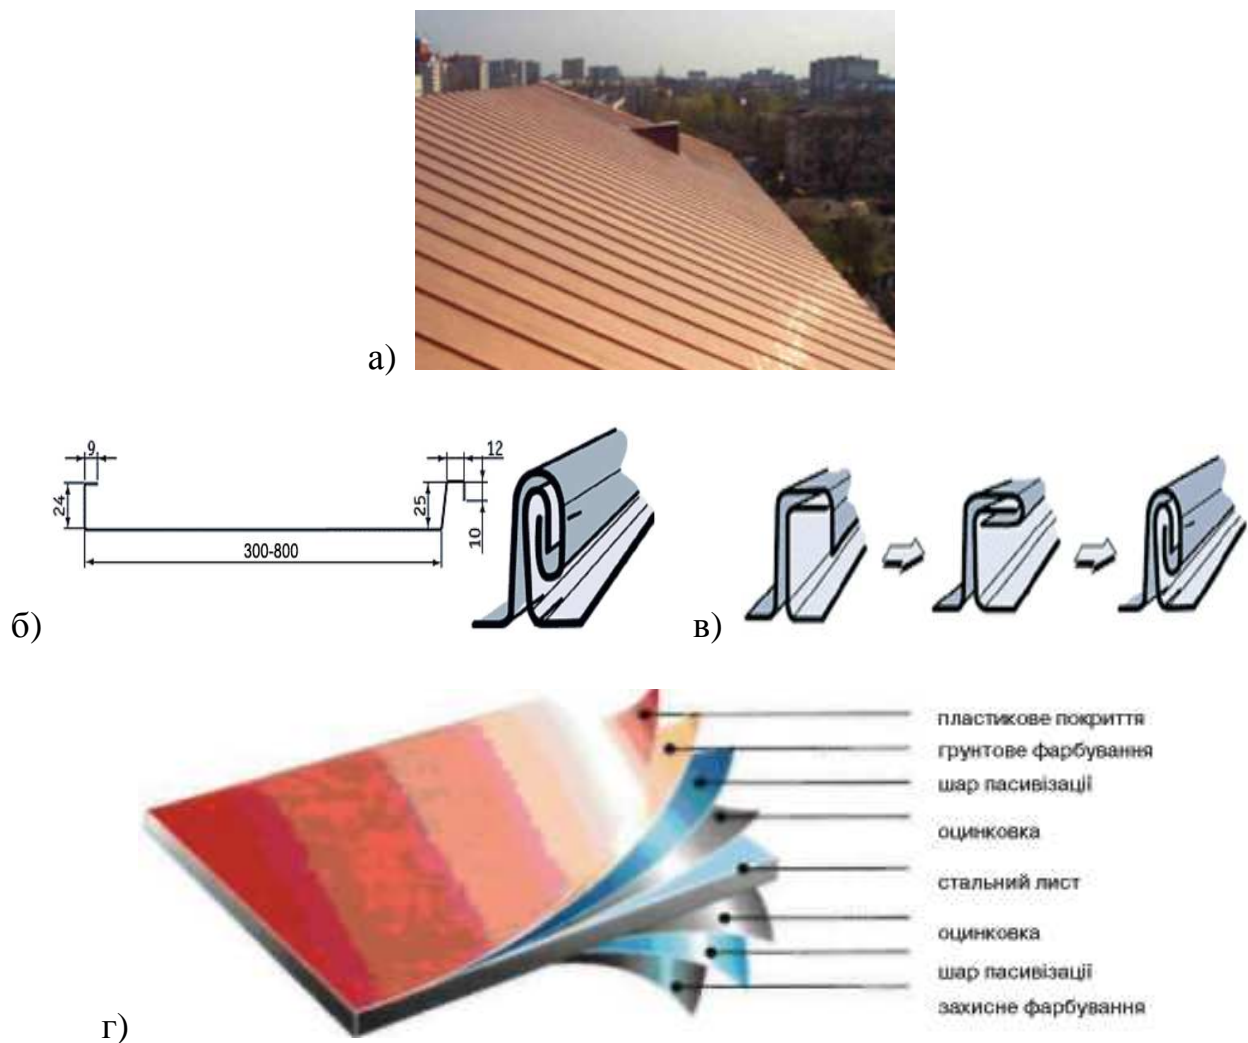 а)
9
12
24
25
10
300-800
б)
в)
пластикове покриття
грунтове фарбування
шар пасивізації
оцинковка
стальний лист
оцинковка
шар пасивізації
захисне фарбування
г)